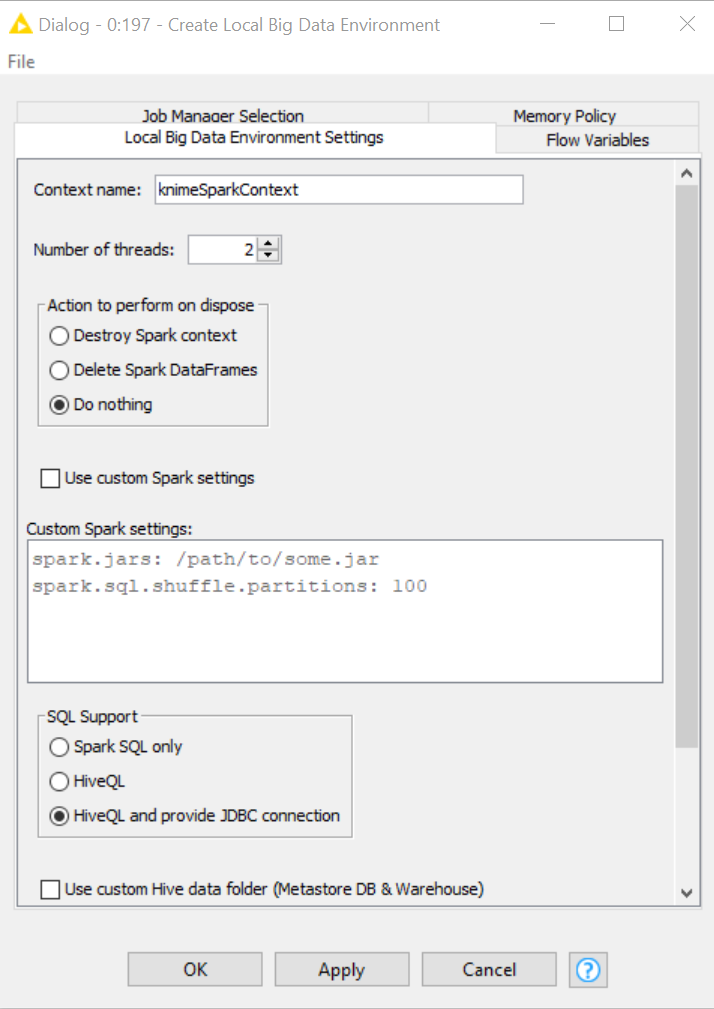 Dialog - 0:197 - Create Local Big Data Environment
File
Job Manager Selection
Memory Policy
Local Big Data Environment Settings
Flow Variables
Context name: knimeSparkContext
Number of threads: 2
Action to perform on dispose
Destroy Spark context
Delete Spark DataFrames
Do nothing
Use custom Spark settings
Custom Spark settings:
spark.jars: /path/to/some.jar
spark.sql.shuffle.partitions: 100
SQL Support
Spark SQL only
HiveQL
HiveQL and provide JDBC connection
Use custom Hive data folder (Metastore DB & Warehouse)
OK Apply Cancel ?